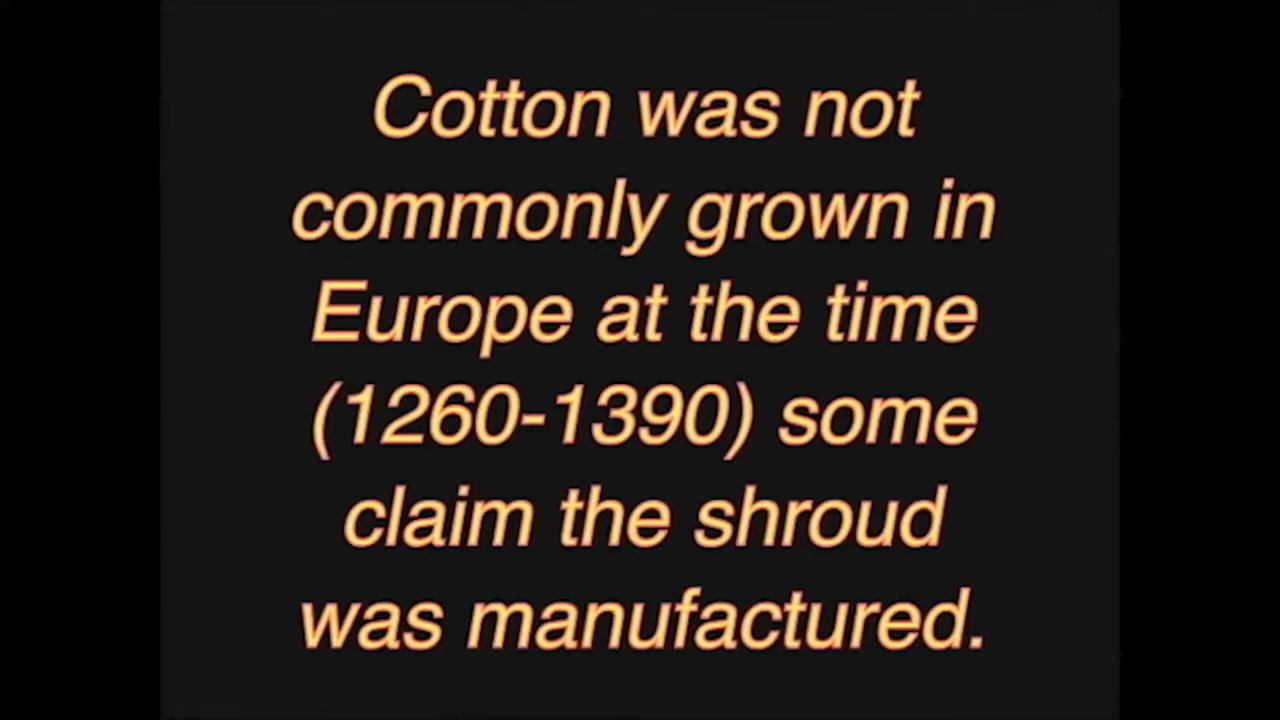 Cotton was not
commonly grown in
Europe at the time
(1260-1390) some
claim the shroud
was manufactured.